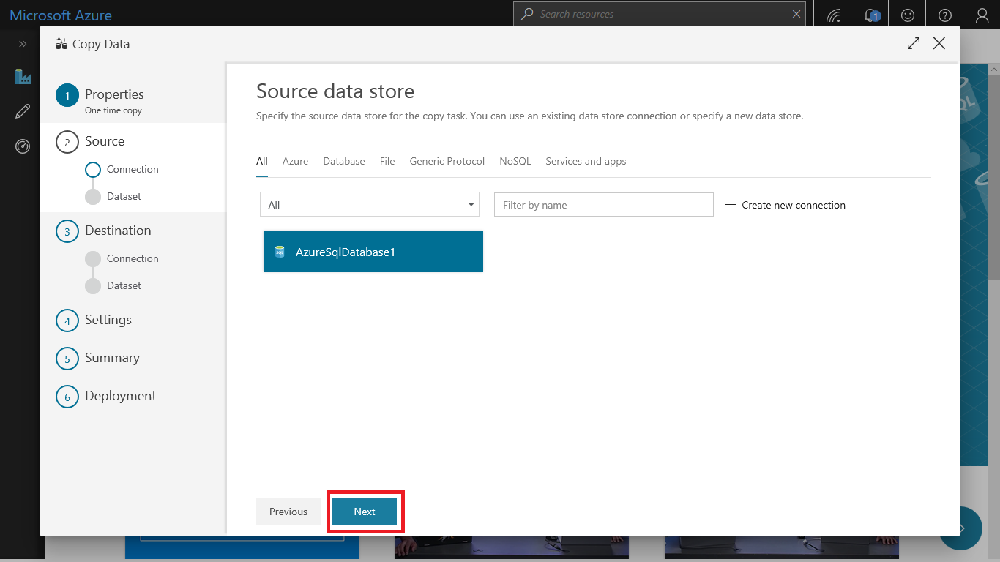 Microsoft Azure
Search resources
1
Copy Data
1 Properties
One time copy
2 Source
Connection
Dataset
3 Destination
Connection
Dataset
4 Settings
5 Summary
6 Deployment
Source data store
Specify the source data store for the copy task. You can use an existing data store connection or specify a new data store.
All Azure Database File Generic Protocol NoSQL Services and apps
All Filter by name Create new connection
SQL AzureSqlDatabase1
Previous Next
SQL